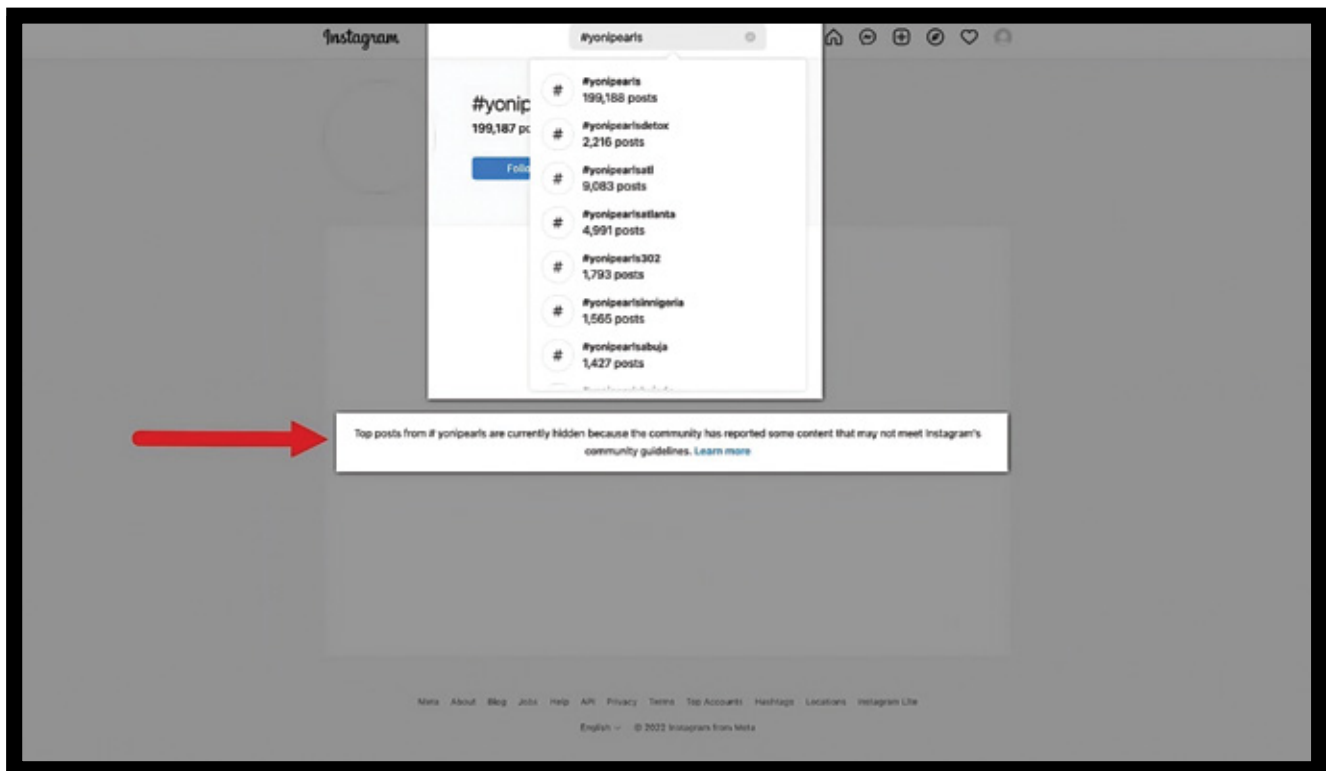 Instagram
#yonipearls
#yonip
199,187 po
Follo
#yonipearls
199,188 posts
#yonipearlsdetox
2,216 posts
#yonipearlsatl
9,083 posts
#yonipearlsatlanta
4,991 posts
#yonipearls302
1,793 posts
#yonipearlsinnigeria
1,565 posts
#yonipearlsabuja
1,427 posts
Top posts from # yonipearls are currently hidden because the community has reported some content that may not meet Instagram's
community guidelines. Learn more
Meta About Blog Jobs Help API Privacy Terms Top Accounts Hashtags Locations Instagram Lite
English © 2022 Instagram from Meta